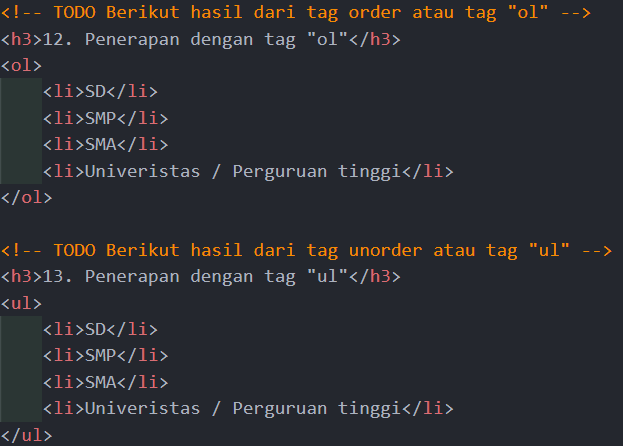 <!-- TODO Berikut hasil dari tag order atau tag "ol" -->
<h3>12. Penerapan dengan tag "ol"</h3>
<ol>
    <li>SD</li>
    <li>SMP</li>
    <li>SMA</li>
    <li>Univeristas / Perguruan tinggi</li>
</ol>

<!-- TODO Berikut hasil dari tag unorder atau tag "ul" -->
<h3>13. Penerapan dengan tag "ul"</h3>
<ul>
    <li>SD</li>
    <li>SMP</li>
    <li>SMA</li>
    <li>Univeristas / Perguruan tinggi</li>
</ul>